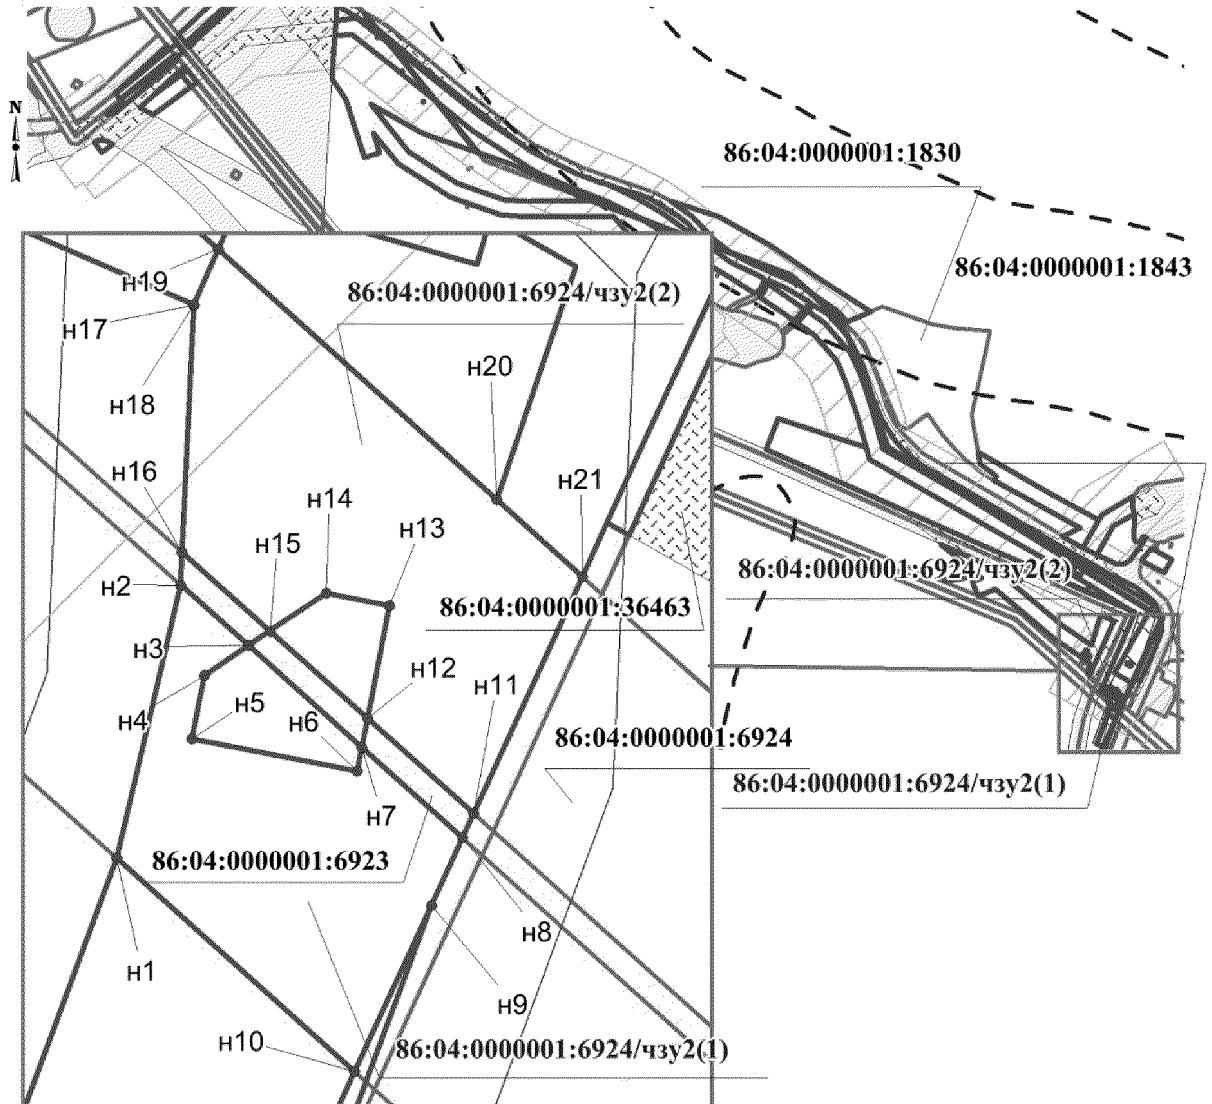 N
86:04:0000001:1830
86:04:0000001:1843
н19
86:04:0000001:6924/чзу2(2)
н17
н20
н18
н16
н21
н14
н13
н15
86:04:0000001:6924/чзу2(2)
н2
86:04:0000001:36463
н3
н12
н11
н5
н4
н6
86:04:0000001:6924
86:04:0000001:6924/чзу2(1)
н7
86:04:0000001:6923
н8
н1
н9
н10
86:04:0000001:6924/чзу2(1)